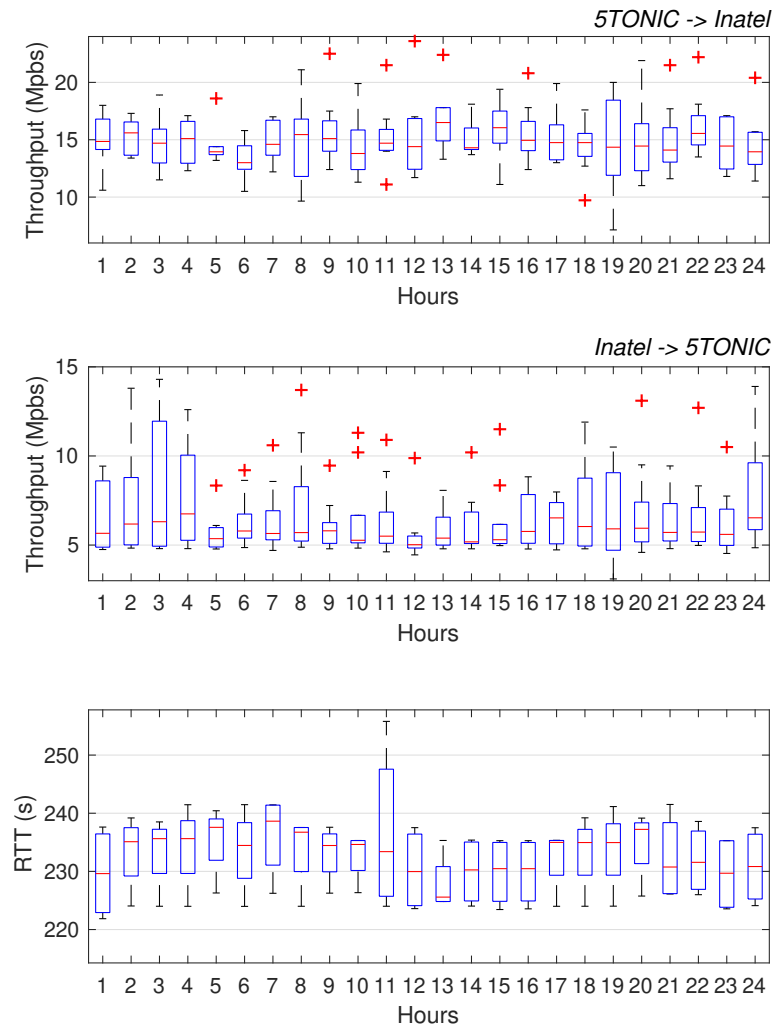 5TONIC -> Inatel
Throughput (Mpbs)
20
15
10
1 2 3 4 5 6 7 8 9 10 11 12 13 14 15 16 17 18 19 20 21 22 23 24
Hours
Inatel -> 5TONIC
Throughput (Mpbs)
15
10
5
1 2 3 4 5 6 7 8 9 10 11 12 13 14 15 16 17 18 19 20 21 22 23 24
Hours
RTT (s)
250
240
230
220
1 2 3 4 5 6 7 8 9 10 11 12 13 14 15 16 17 18 19 20 21 22 23 24
Hours